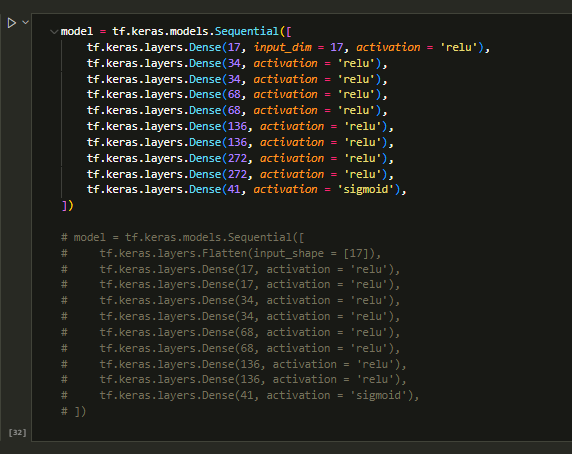 model = tf.keras.models.Sequential([
    tf.keras.layers.Dense(17, input_dim = 17, activation = 'relu'),
    tf.keras.layers.Dense(34, activation = 'relu'),
    tf.keras.layers.Dense(34, activation = 'relu'),
    tf.keras.layers.Dense(68, activation = 'relu'),
    tf.keras.layers.Dense(68, activation = 'relu'),
    tf.keras.layers.Dense(136, activation = 'relu'),
    tf.keras.layers.Dense(136, activation = 'relu'),
    tf.keras.layers.Dense(272, activation = 'relu'),
    tf.keras.layers.Dense(272, activation = 'relu'),
    tf.keras.layers.Dense(41, activation = 'sigmoid'),
])
# model = tf.keras.models.Sequential([
#     tf.keras.layers.Flatten(input_shape = [17]),
#     tf.keras.layers.Dense(17, activation = 'relu'),
#     tf.keras.layers.Dense(17, activation = 'relu'),
#     tf.keras.layers.Dense(34, activation = 'relu'),
#     tf.keras.layers.Dense(34, activation = 'relu'),
#     tf.keras.layers.Dense(68, activation = 'relu'),
#     tf.keras.layers.Dense(68, activation = 'relu'),
#     tf.keras.layers.Dense(136, activation = 'relu'),
#     tf.keras.layers.Dense(136, activation = 'relu'),
#     tf.keras.layers.Dense(41, activation = 'sigmoid'),
# ])
[32]